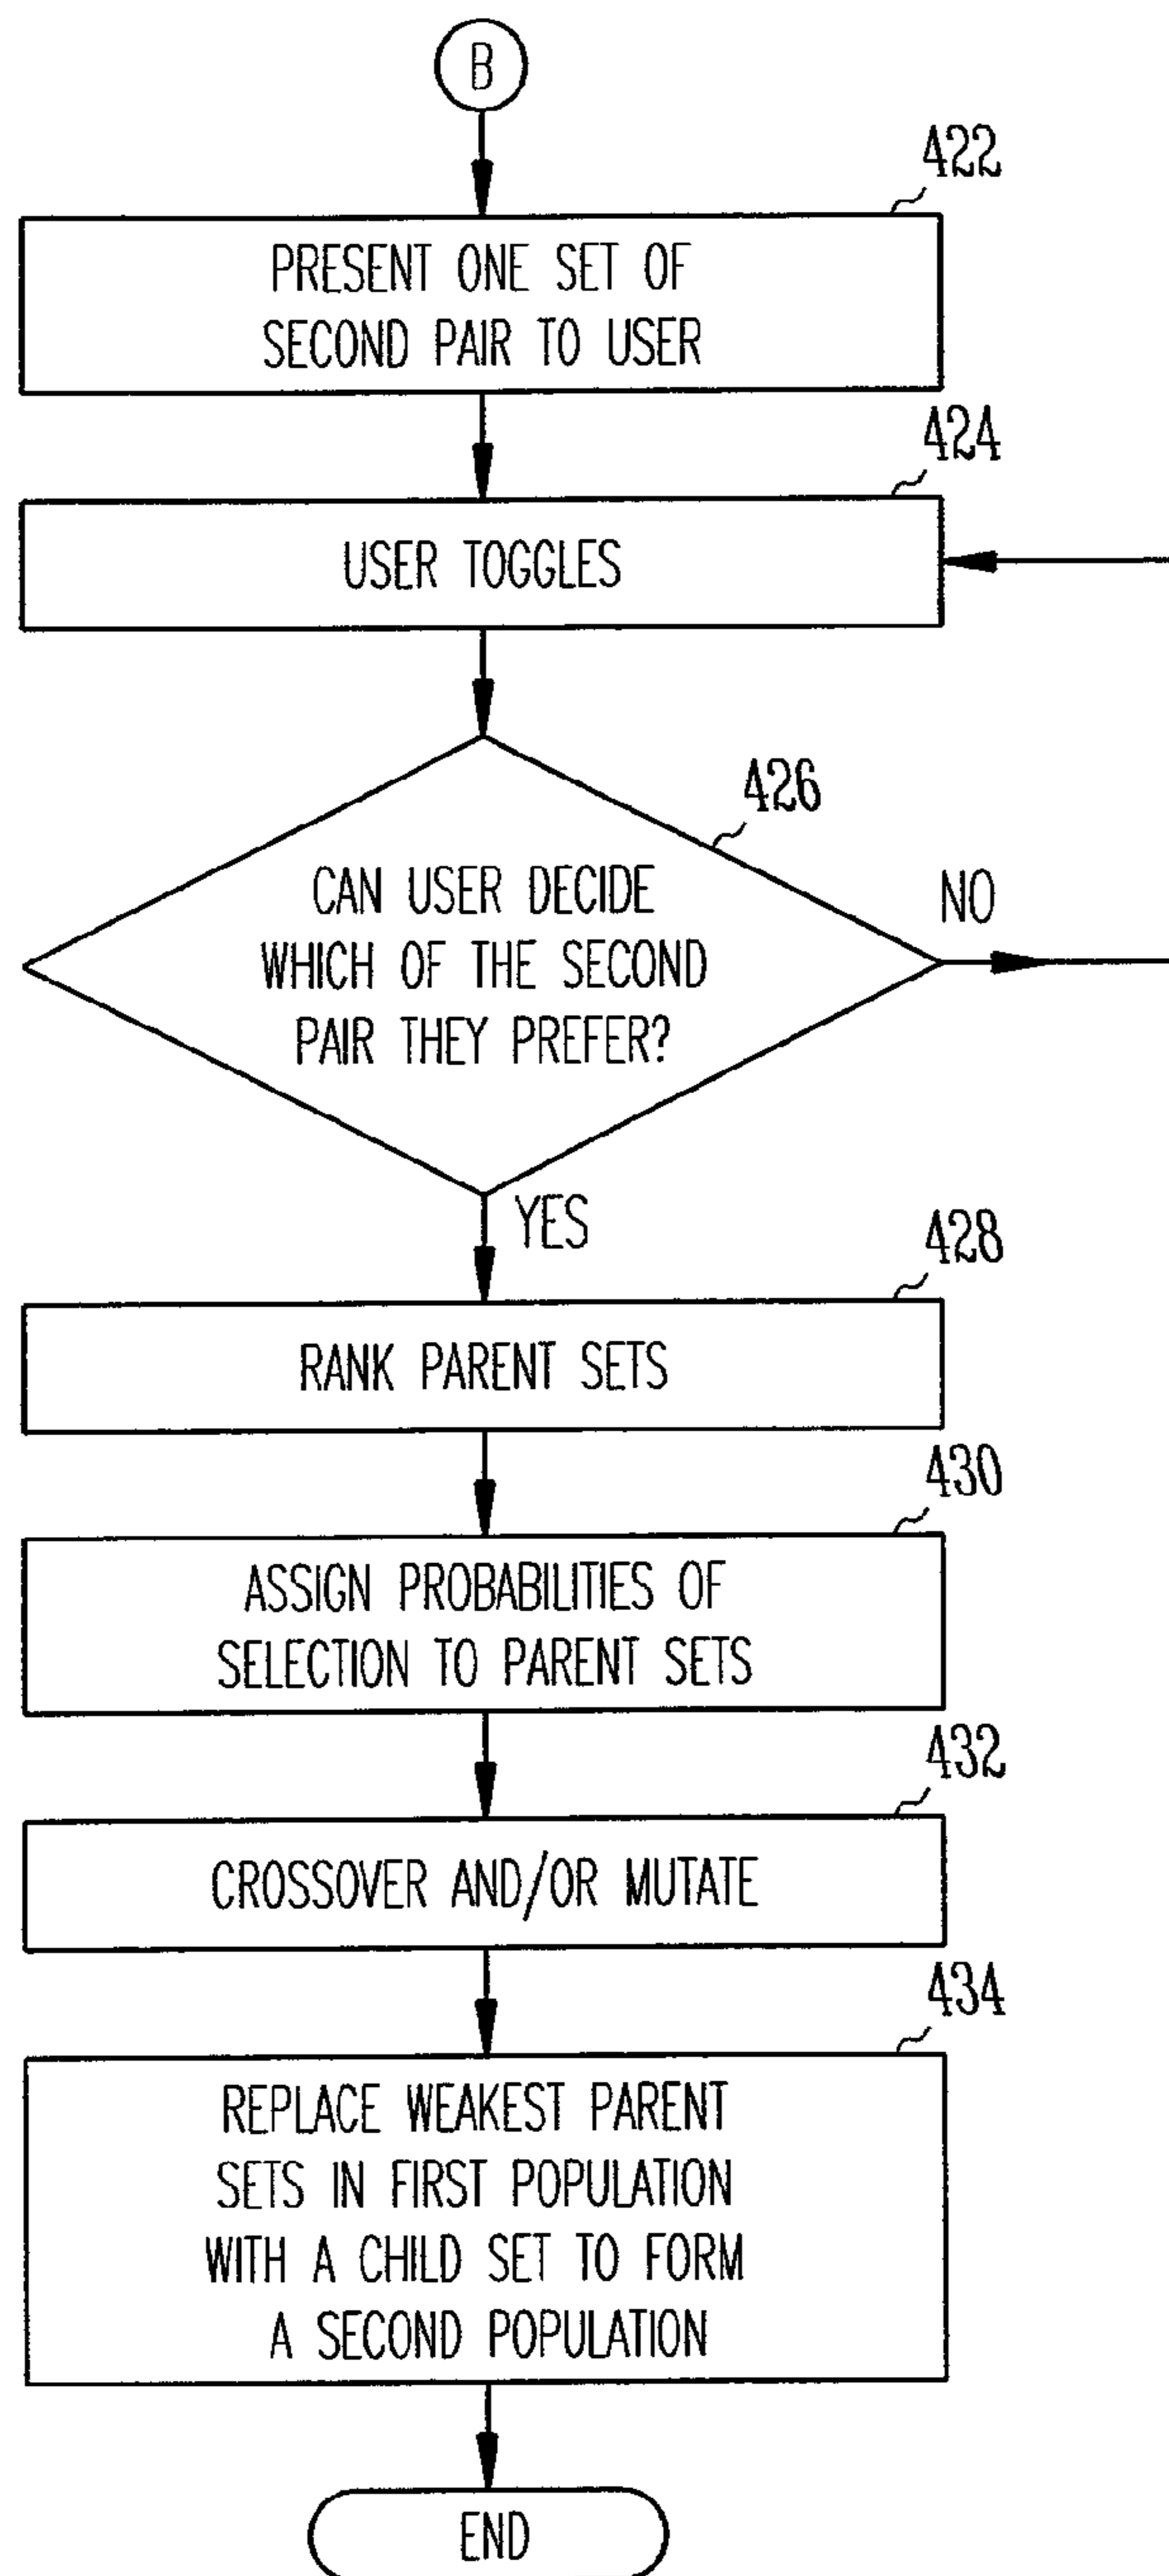 B
422
PRESENT ONE SET OF
SECOND PAIR TO USER
424
USER TOGGLES
426
CAN USER DECIDE
WHICH OF THE SECOND
PAIR THEY PREFER?
NO
YES
428
RANK PARENT SETS
430
ASSIGN PROBABILITIES OF
SELECTION TO PARENT SETS
432
CROSSOVER AND/OR MUTATE
434
REPLACE WEAKEST PARENT
SETS IN FIRST POPULATION
WITH A CHILD SET TO FORM
A SECOND POPULATION
END